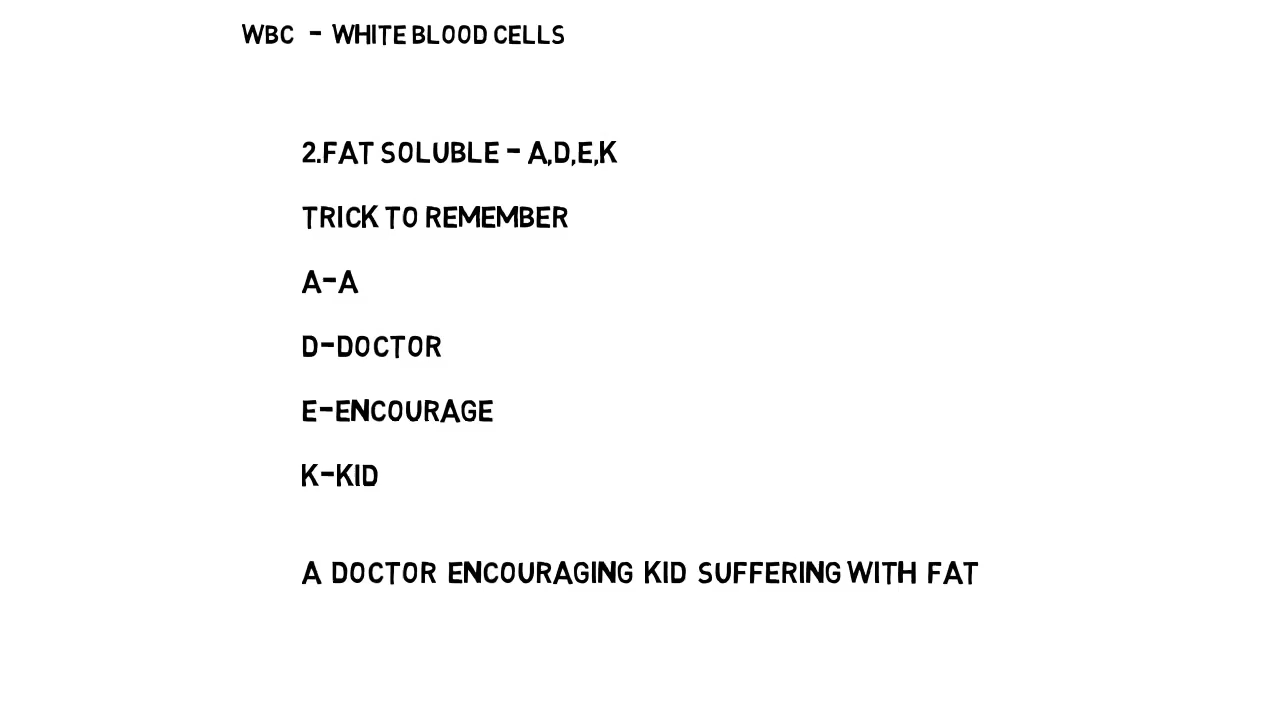 WBC - WHITE BLOOD CELLS
2.FAT SOLUBLE - A,D,E,K
TRICK TO REMEMBER
A-A
D-DOCTOR
E-ENCOURAGE
K-KID
A DOCTOR ENCOURAGING KID SUFFERING WITH FAT